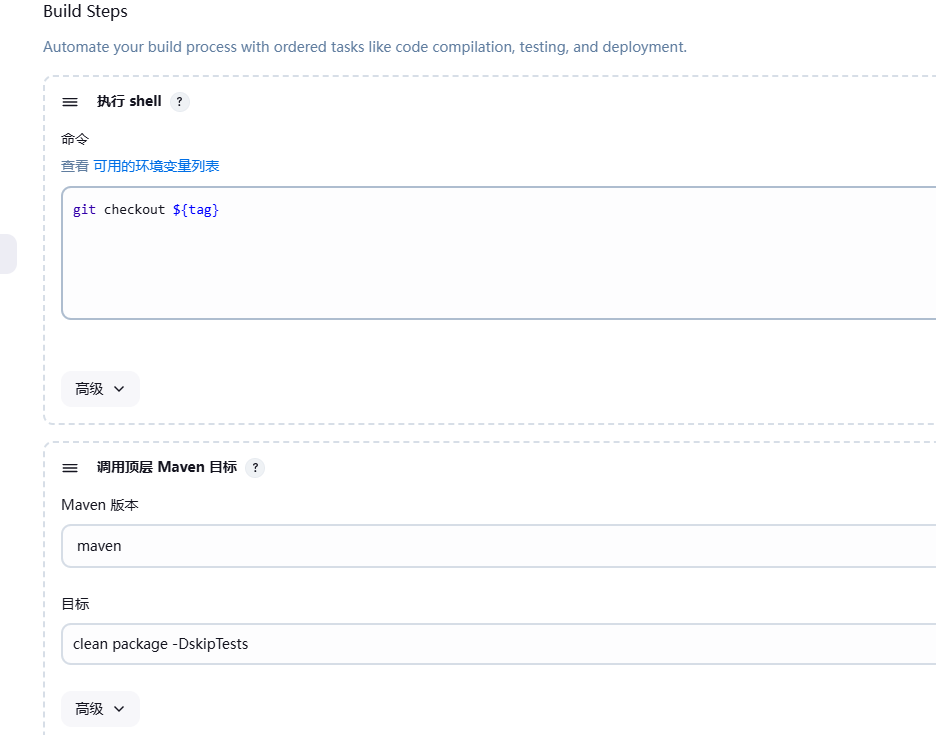 Build Steps
Automate your build process with ordered tasks like code compilation, testing, and deployment.
执行 shell ?
命令
查看 可用的环境变量列表
git checkout ${tag}
高级
调用顶层 Maven 目标 ?
Maven 版本
maven
目标
clean package -DskipTests
高级